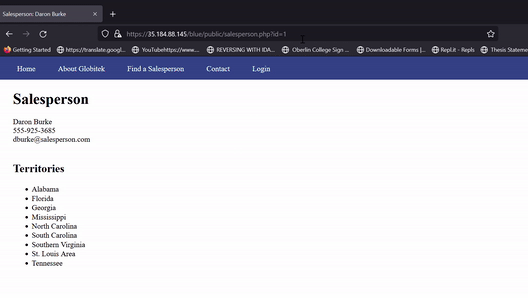 Salesperson: Daron Burke
https://35.184.88.145/blue/public/salesperson.php?id=1
Getting Started https://translate.googl... YouTubehttps://www.... REVERSING WITH IDA... Oberlin College Sign ... Downloadable Forms |... Repl.it - Repls Thesis Stateme
Home About Globitek Find a Salesperson Contact Login
Salesperson
Daron Burke
555-925-3685
dburke@salesperson.com
Territories
Alabama
Florida
Georgia
Mississippi
North Carolina
South Carolina
Southern Virginia
St. Louis Area
Tennessee